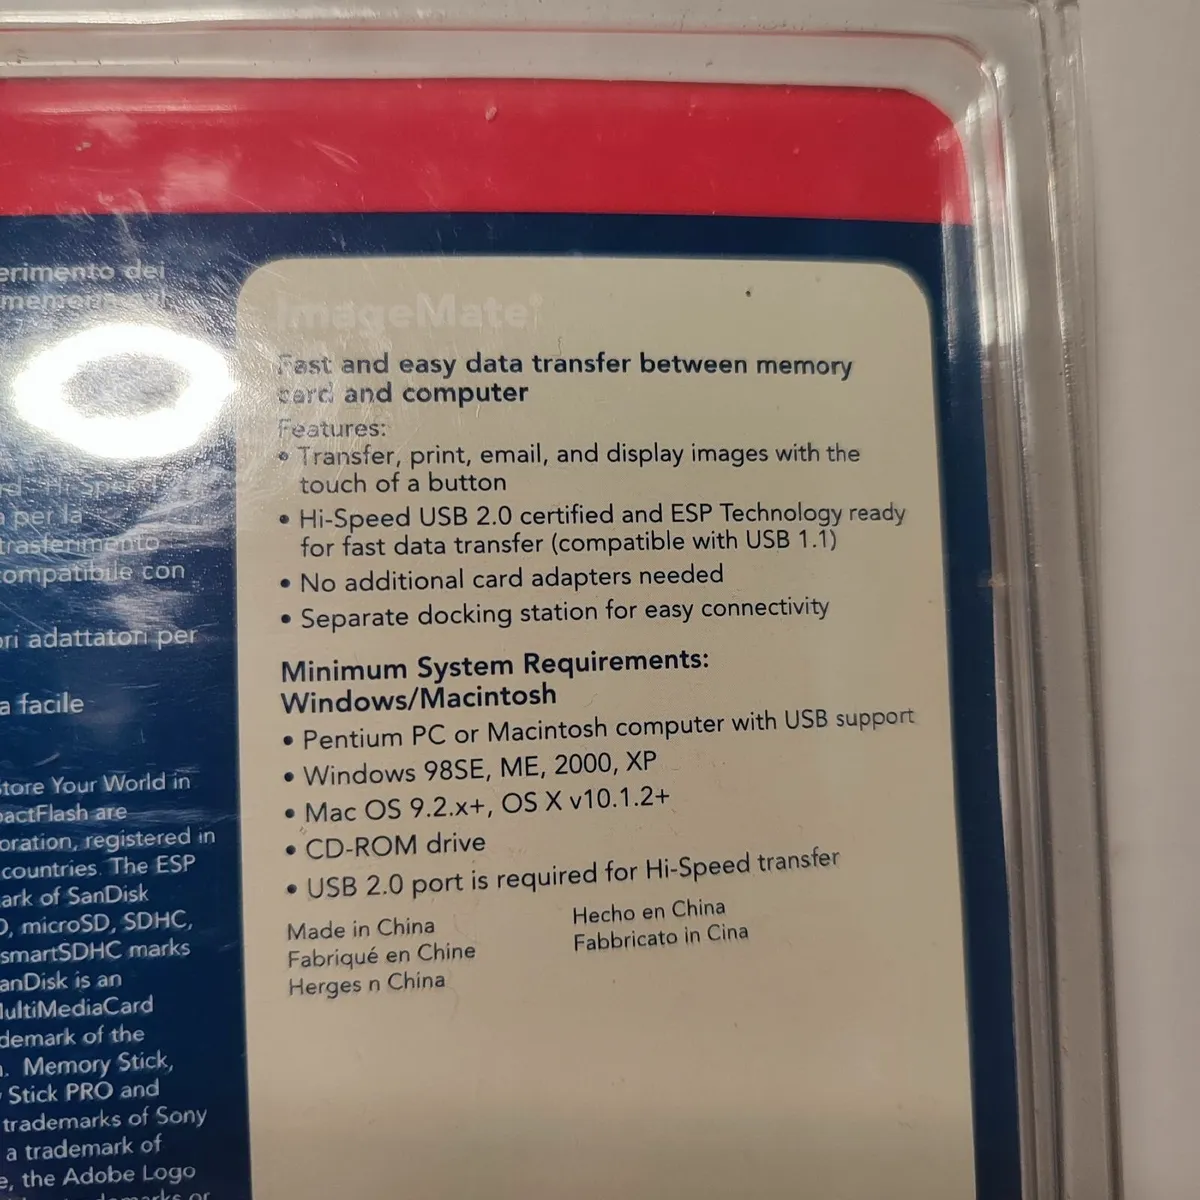 erimento dei
memoria
per la
trasferimento
ompatibile con
ri adattatori per
a facile
tore Your World in
pactFlash are
oration, registered in
countries. The ESP
ark of SanDisk
D, microSD, SDHC,
smartSDHC marks
anDisk is an
MultiMediaCard
demark of the
Memory Stick,
Stick PRO and
trademarks of Sony
a trademark of
e, the Adobe Logo
ImageMate®
Fast and easy data transfer between memory
card and computer
Features:
• Transfer, print, email, and display images with the
touch of a button
• Hi-Speed USB 2.0 certified and ESP Technology ready
for fast data transfer (compatible with USB 1.1)
• No additional card adapters needed
• Separate docking station for easy connectivity
Minimum System Requirements:
Windows/Macintosh
• Pentium PC or Macintosh computer with USB support
• Windows 98SE, ME, 2000, XP
• Mac OS 9.2.x+, OS X v10.1.2+
• CD-ROM drive
• USB 2.0 port is required for Hi-Speed transfer
Made in China
Fabriqué en Chine
Herges n China
Hecho en China
Fabbricato in Cina